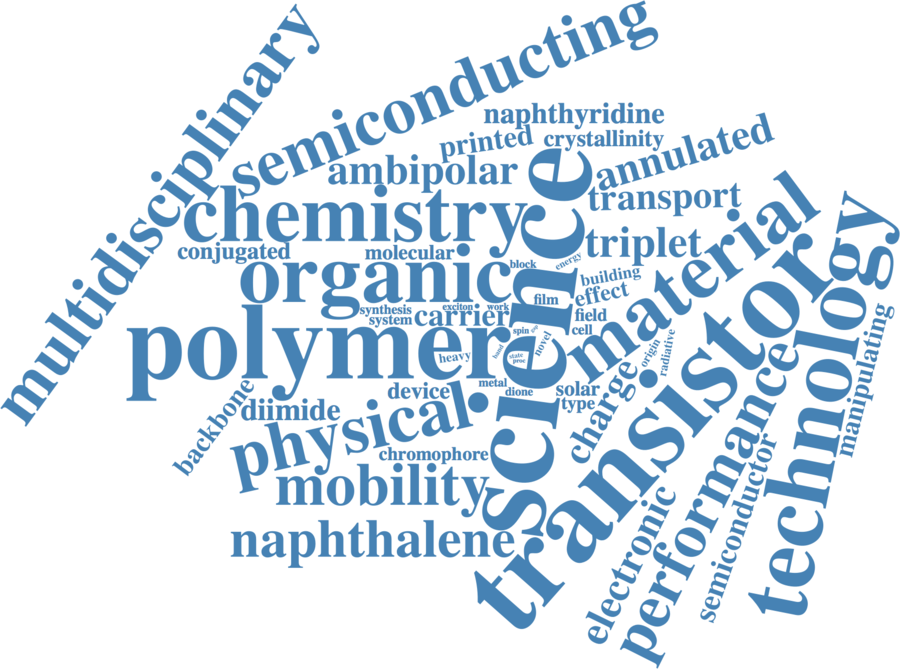 multidisciplinary
semiconducting
naphthyridine
printed
crystallinity
annulated
ambipolar
transport
chemistry
science
material
technology
conjugated
molecular
triplet
organic
block
energy
building
film
effect
synthesis
exciton
work
carrier
system
field
polymer
spin
gap
cell
transistor
heavy
band
state
proc
novel
origin
radiative
manipulating
metal
dione
device
solar
type
charge
performance
backbone
diimide
physical
chromophore
mobility
semiconductor
electronic
naphthalene